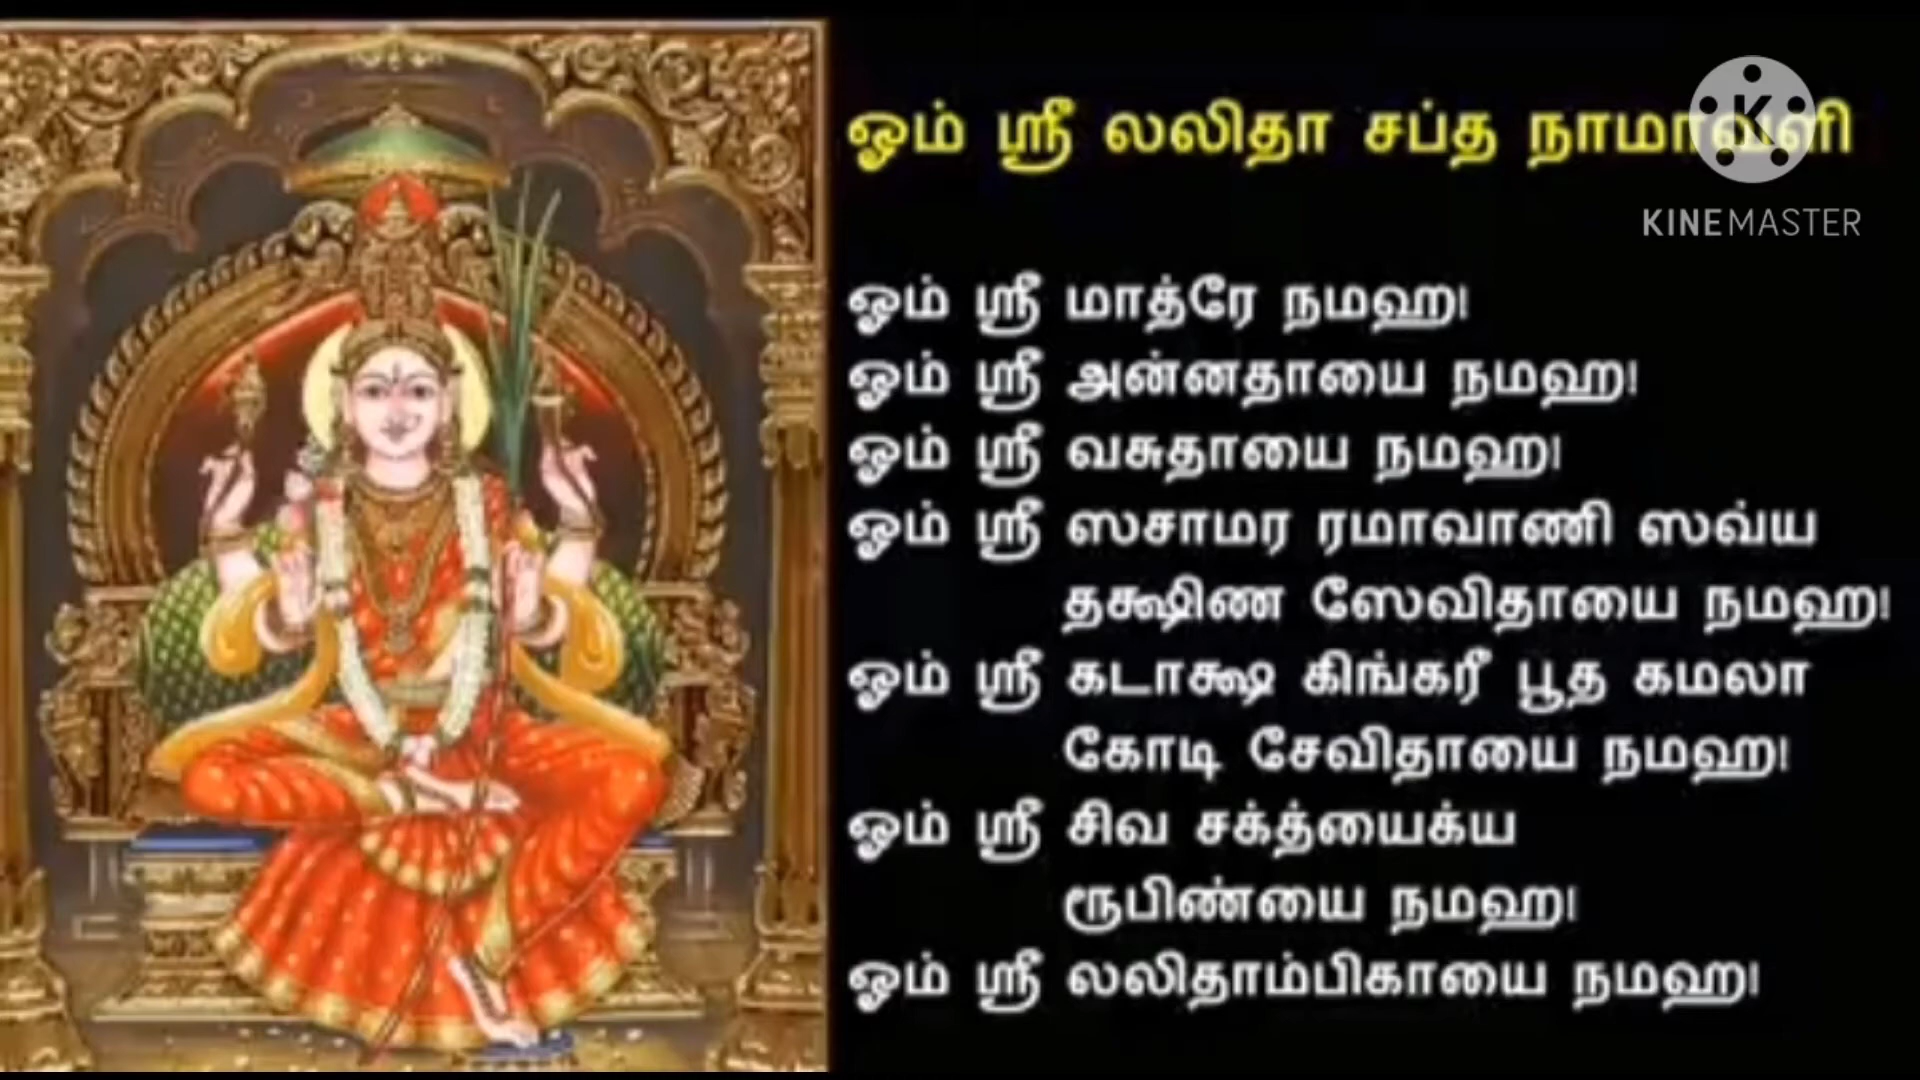 ஓம் ஸ்ரீ லலிதா சப்த நாமாவளி
KINEMASTER
ஓம் ஸ்ரீ மாத்ரே நமஹ!
ஓம் ஸ்ரீ அன்னதாயை நமஹ!
ஓம் ஸ்ரீ வசுதாயை நமஹ!
ஓம் ஸ்ரீ ஸசாமர ரமாவாணி ஸவ்ய
தக்ஷிண ஸேவிதாயை நமஹ!
ஓம் ஸ்ரீ கடாக்ஷ கிங்கரீ பூத கமலா
கோடி சேவிதாயை நமஹ!
ஓம் ஸ்ரீ சிவ சக்த்யைக்ய
ரூபிண்யை நமஹ!
ஓம் ஸ்ரீ லலிதாம்பிகாயை நமஹ!